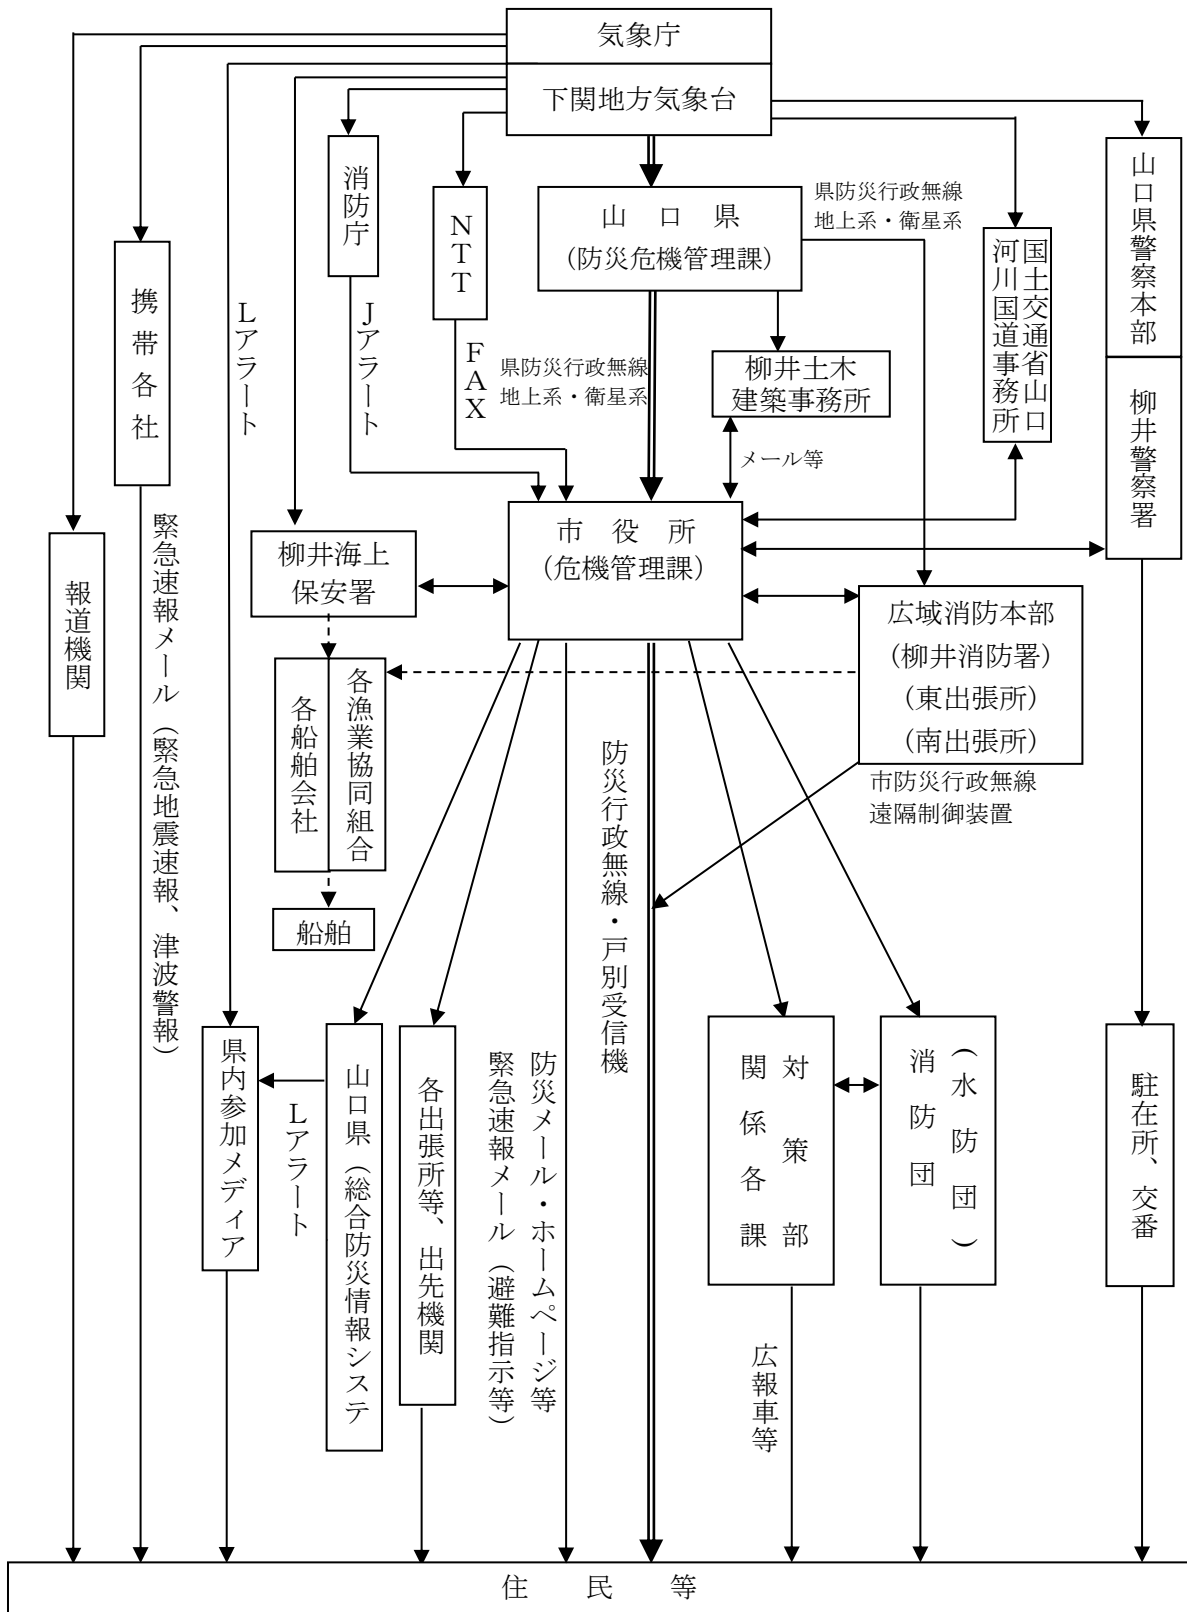 気象庁
下関地方気象台
消防庁
NTT
山口県
(防災危機管理課)
県防災行政無線
地上系・衛星系
国土交通省山口
河川国道事務所
山口県警察本部
柳井警察署
携帯各社
Lアラート
Jアラート
FAX
県防災行政無線
地上系・衛星系
柳井土木
建築事務所
メール等
市役所
(危機管理課)
柳井海上
保安署
報道機関
緊急速報メール(緊急地震速報、津波警報)
各漁業協同組合
各船舶会社
船舶
広域消防本部
(柳井消防署)
(東出張所)
(南出張所)
市防災行政無線
遠隔制御装置
防災行政無線・戸別受信機
県内参加メディア
Lアラート
山口県(総合防災情報システ
各出張所等、出先機関
防災メール・ホームページ等
緊急速報メール(避難指示等)
対策部
関係各課
(水防団)
消防団
駐在所、交番
広報車等
住民等